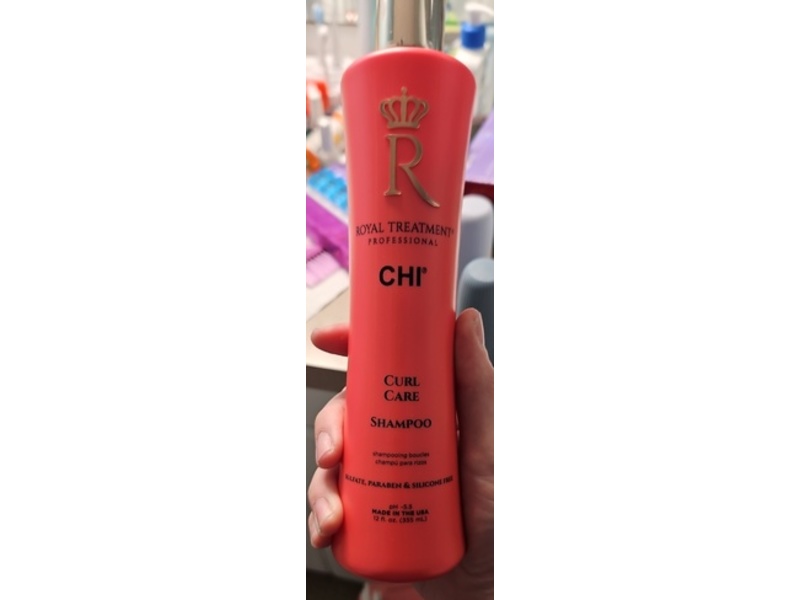 R
ROYAL TREATMENT®
PROFESSIONAL
CHI®
CURL
CARE
SHAMPOO
shampooing boucles
champú para rizos
SULFATE, PARABEN & SILICONE FREE
MADE IN THE USA
12 fl. oz. (355 mL)